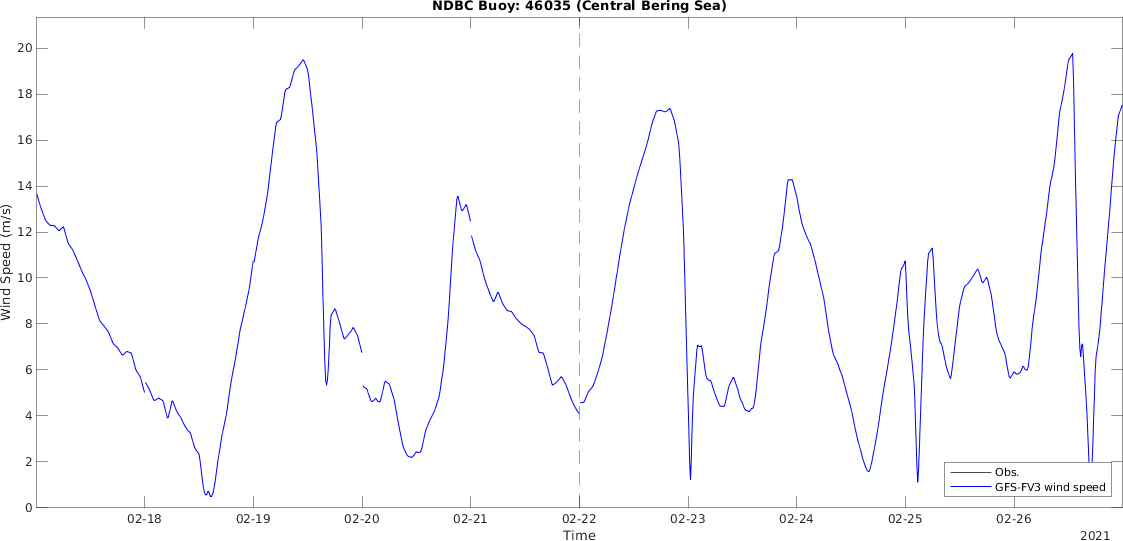 NDBC Buoy: 46035 (Central Bering Sea)
Wind Speed (m/s)
20
18
16
14
12
10
8
6
4
2
0
Obs.
GFS-FV3 wind speed
02-18 02-19 02-20 02-21 02-22 02-23 02-24 02-25 02-26
Time
2021